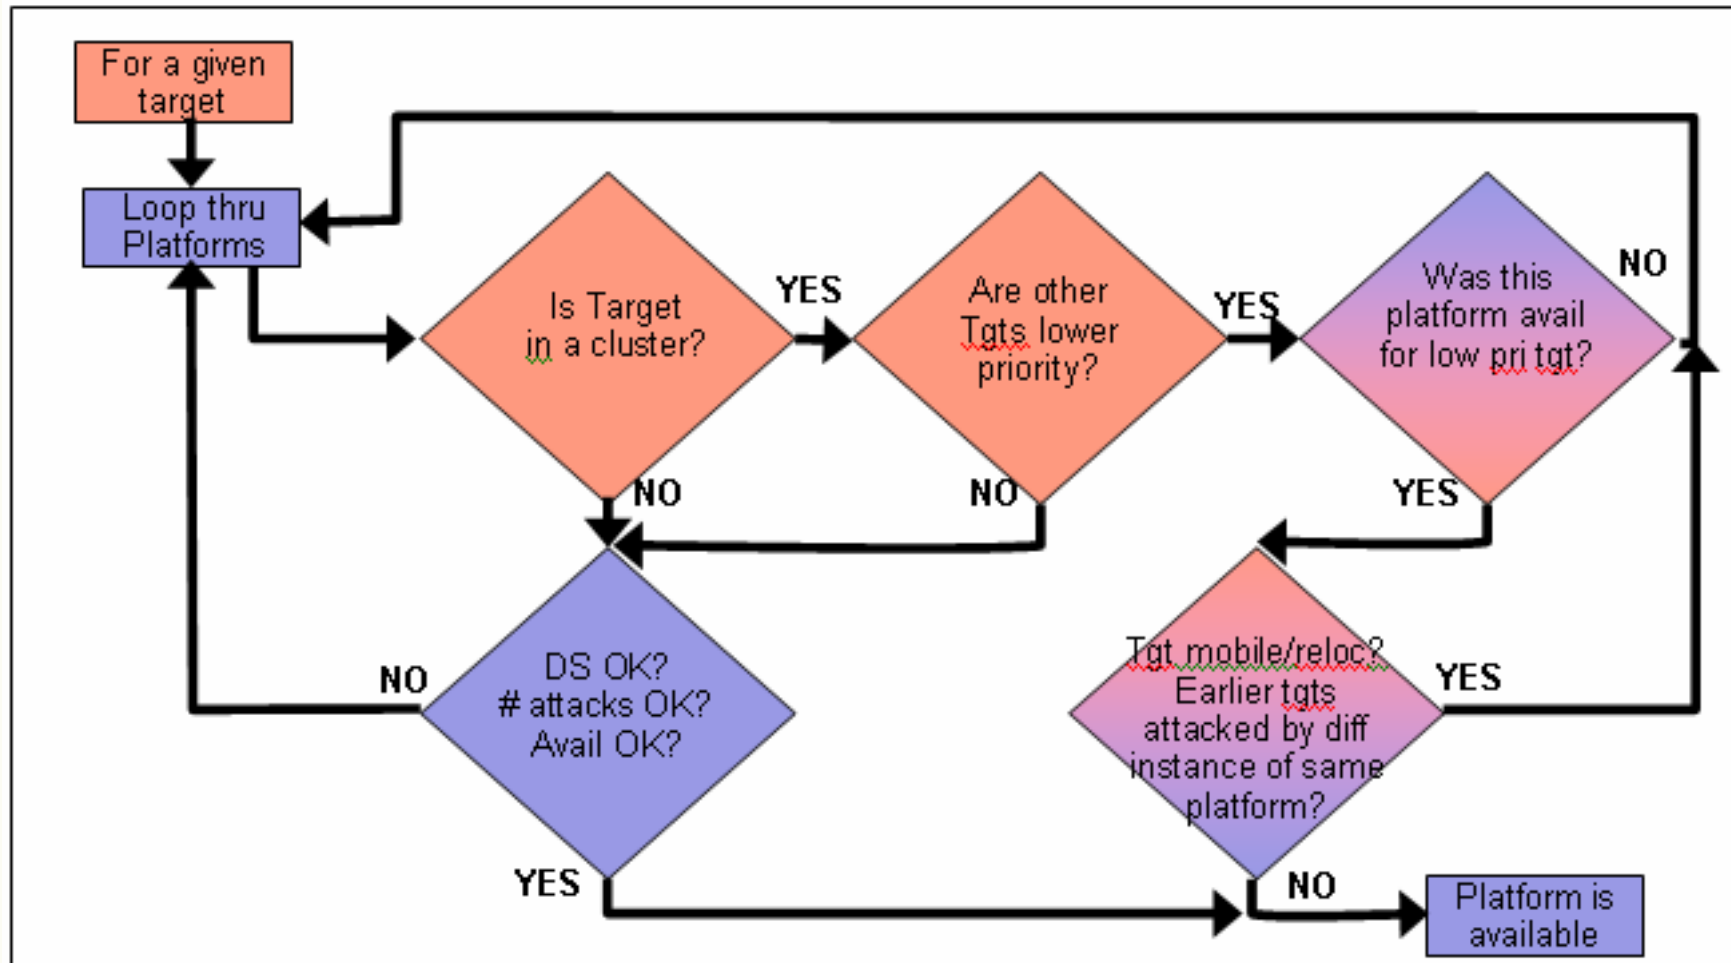 For a given
target
Loop thru
Platforms
Is Target
in a cluster?
YES
NO
Are other
Tgts lower
priority?
YES
NO
Was this
platform avail
for low pri tgt?
NO
YES
DS OK?
# attacks OK?
Avail OK?
NO
YES
Tgt mobile/reloc?
Earlier tgts
attacked by diff
instance of same
platform?
YES
NO
Platform is
available